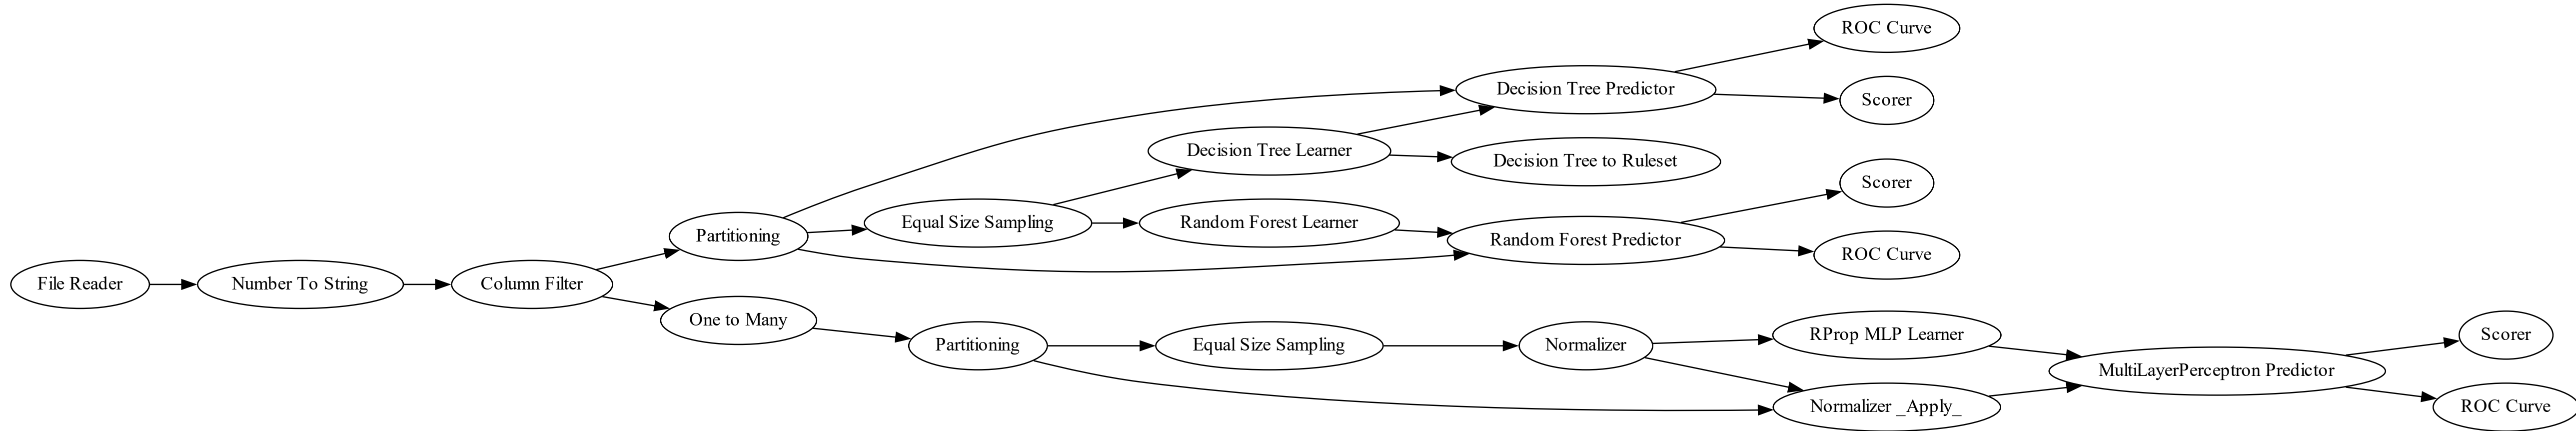 ROC Curve
Decision Tree Predictor
Scorer
Decision Tree Learner
Decision Tree to Ruleset
Scorer
Equal Size Sampling
Random Forest Learner
Partitioning
Random Forest Predictor
ROC Curve
File Reader
Number To String
Column Filter
One to Many
RProp MLP Learner
Scorer
Partitioning
Equal Size Sampling
Normalizer
MultiLayerPerceptron Predictor
Normalizer _Apply_
ROC Curve